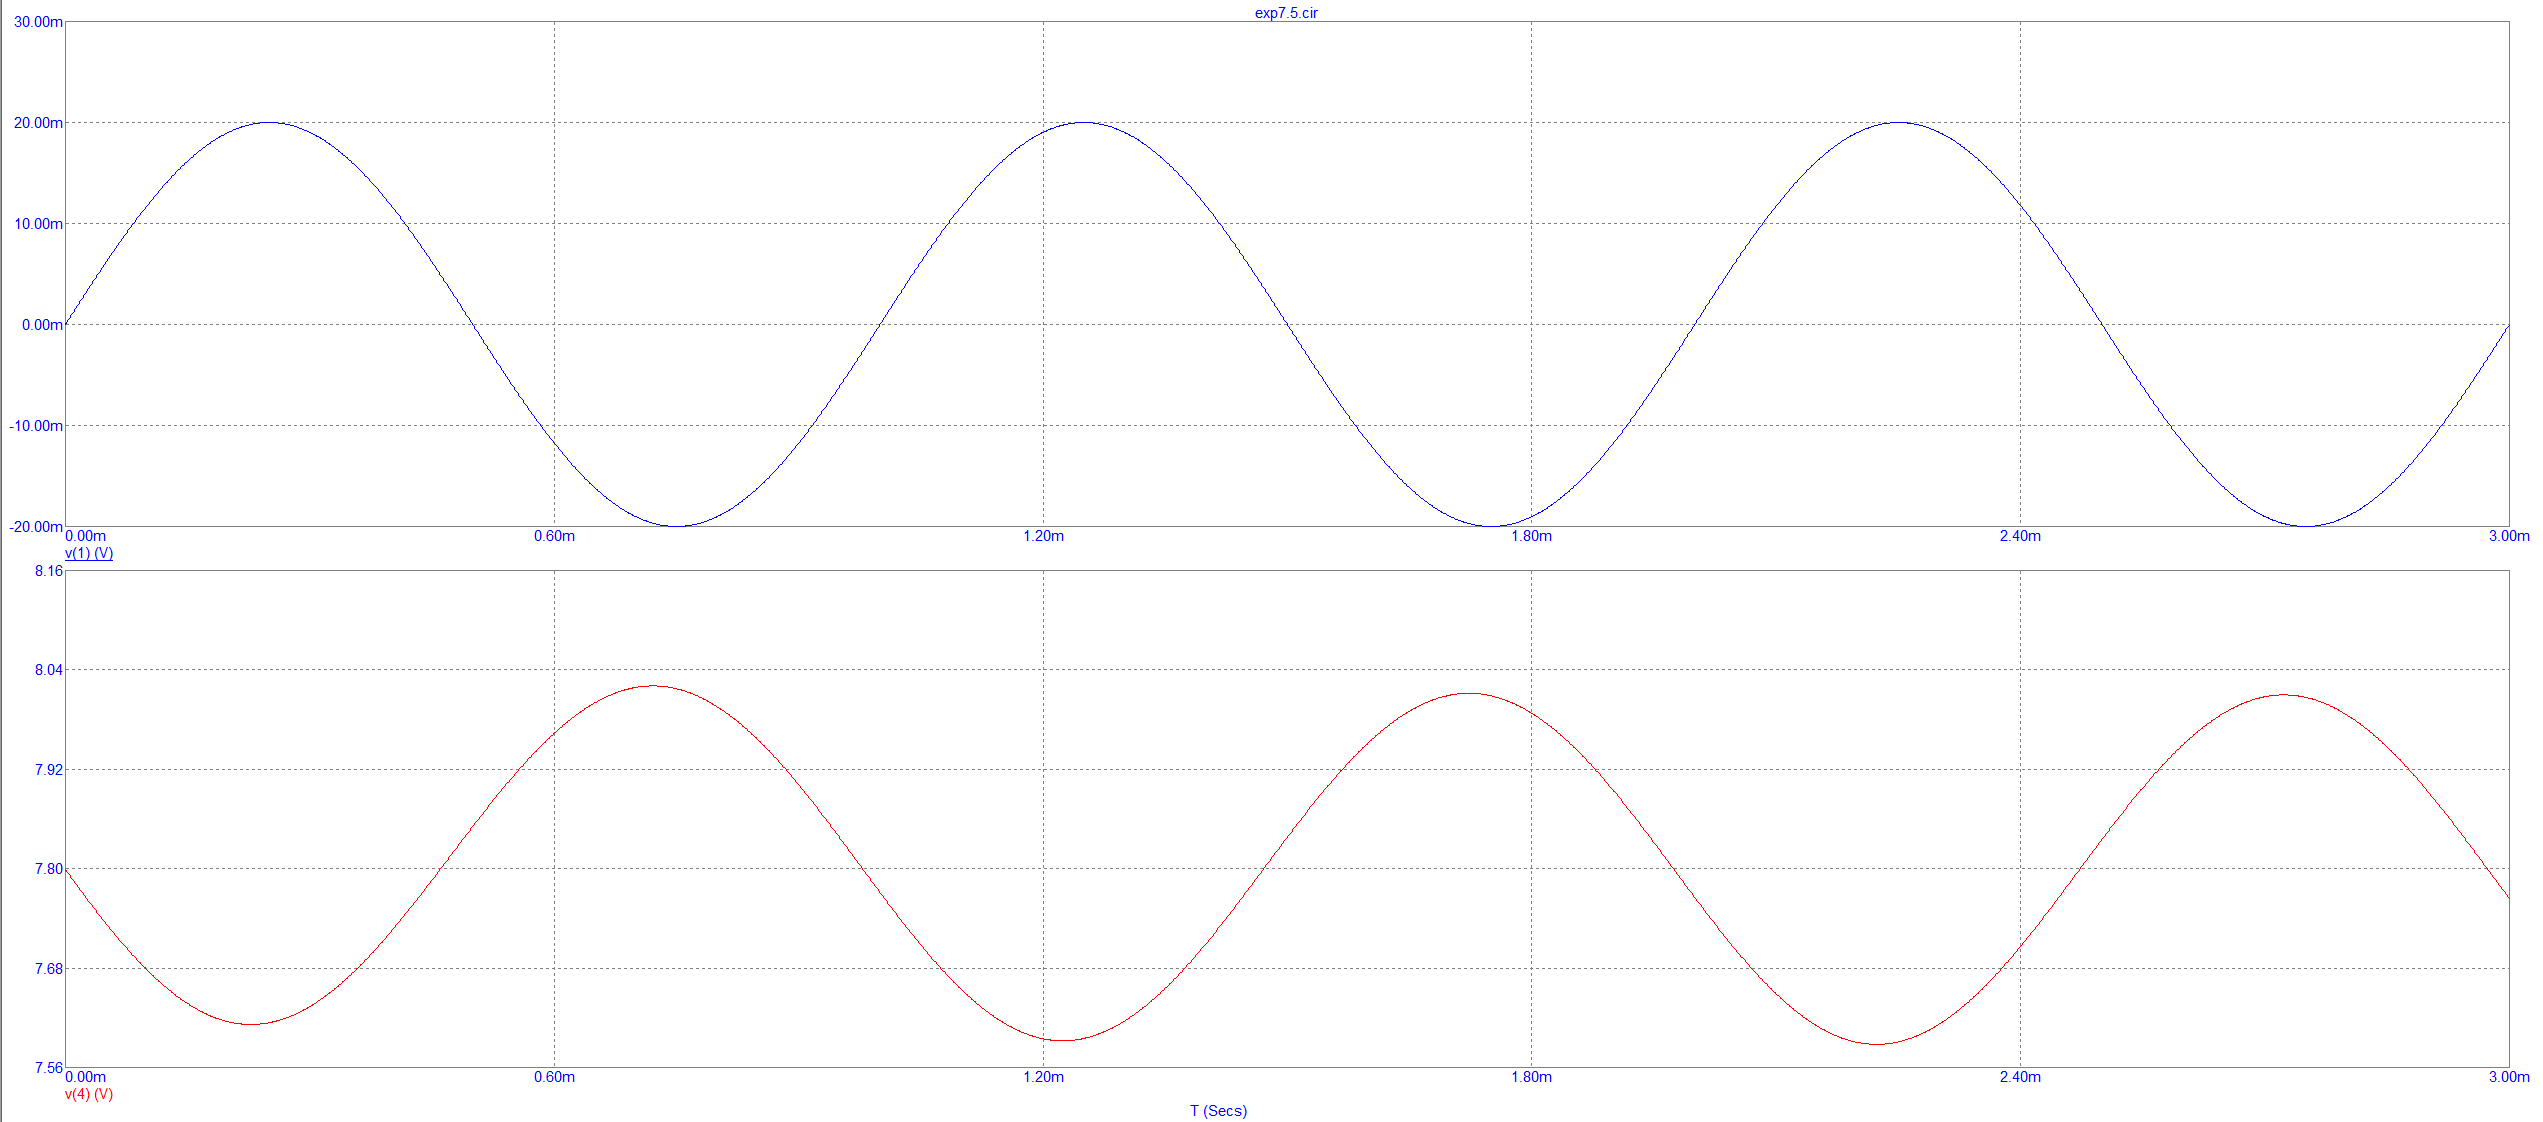 exp7.5.cir
30.00m
20.00m
10.00m
0.00m
-10.00m
-20.00m
0.00m 0.60m 1.20m 1.80m 2.40m 3.00m
v(1) (V)
8.16
8.04
7.92
7.80
7.68
7.56
0.00m 0.60m 1.20m 1.80m 2.40m 3.00m
v(4) (V)
T (Secs)